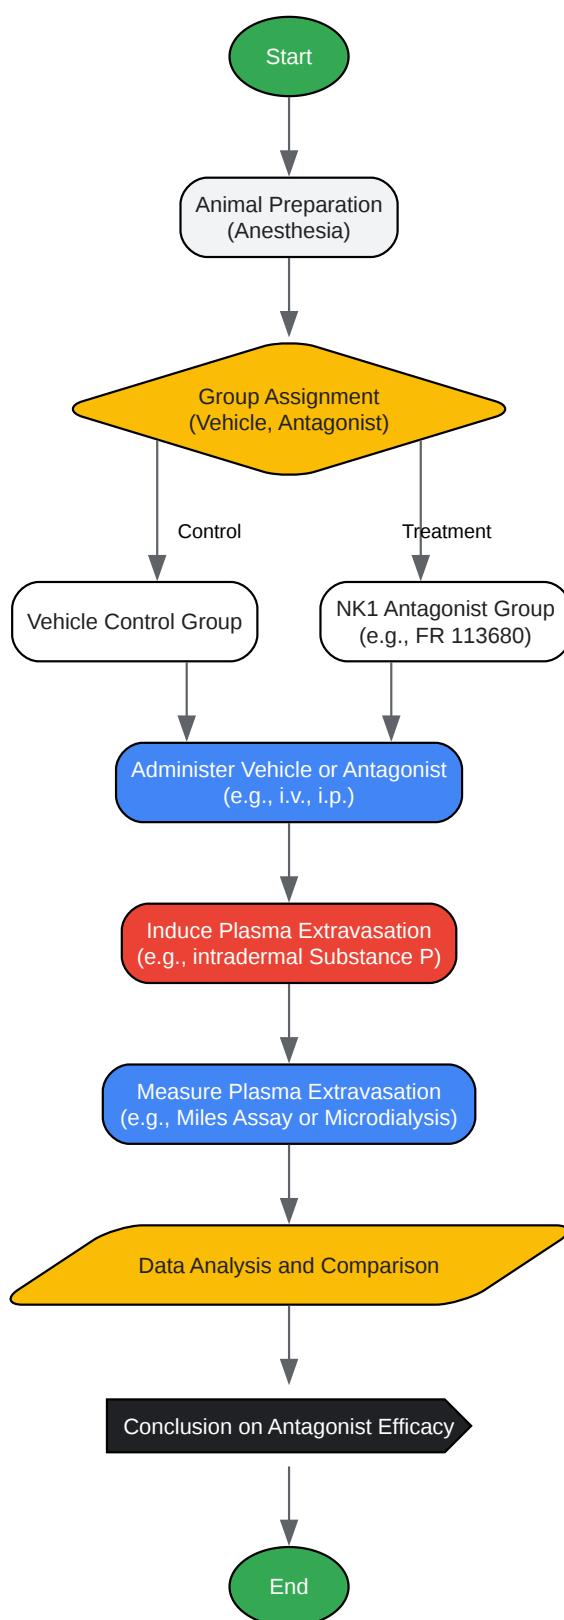 Start
Animal Preparation
(Anesthesia)
Group Assignment
(Vehicle, Antagonist)
Control
Treatment
Vehicle Control Group
NK1 Antagonist Group
(e.g., FR 113680)
Administer Vehicle or Antagonist
(e.g., i.v., i.p.)
Induce Plasma Extravasation
(e.g., intradermal Substance P)
Measure Plasma Extravasation
(e.g., Miles Assay or Microdialysis)
Data Analysis and Comparison
Conclusion on Antagonist Efficacy
End